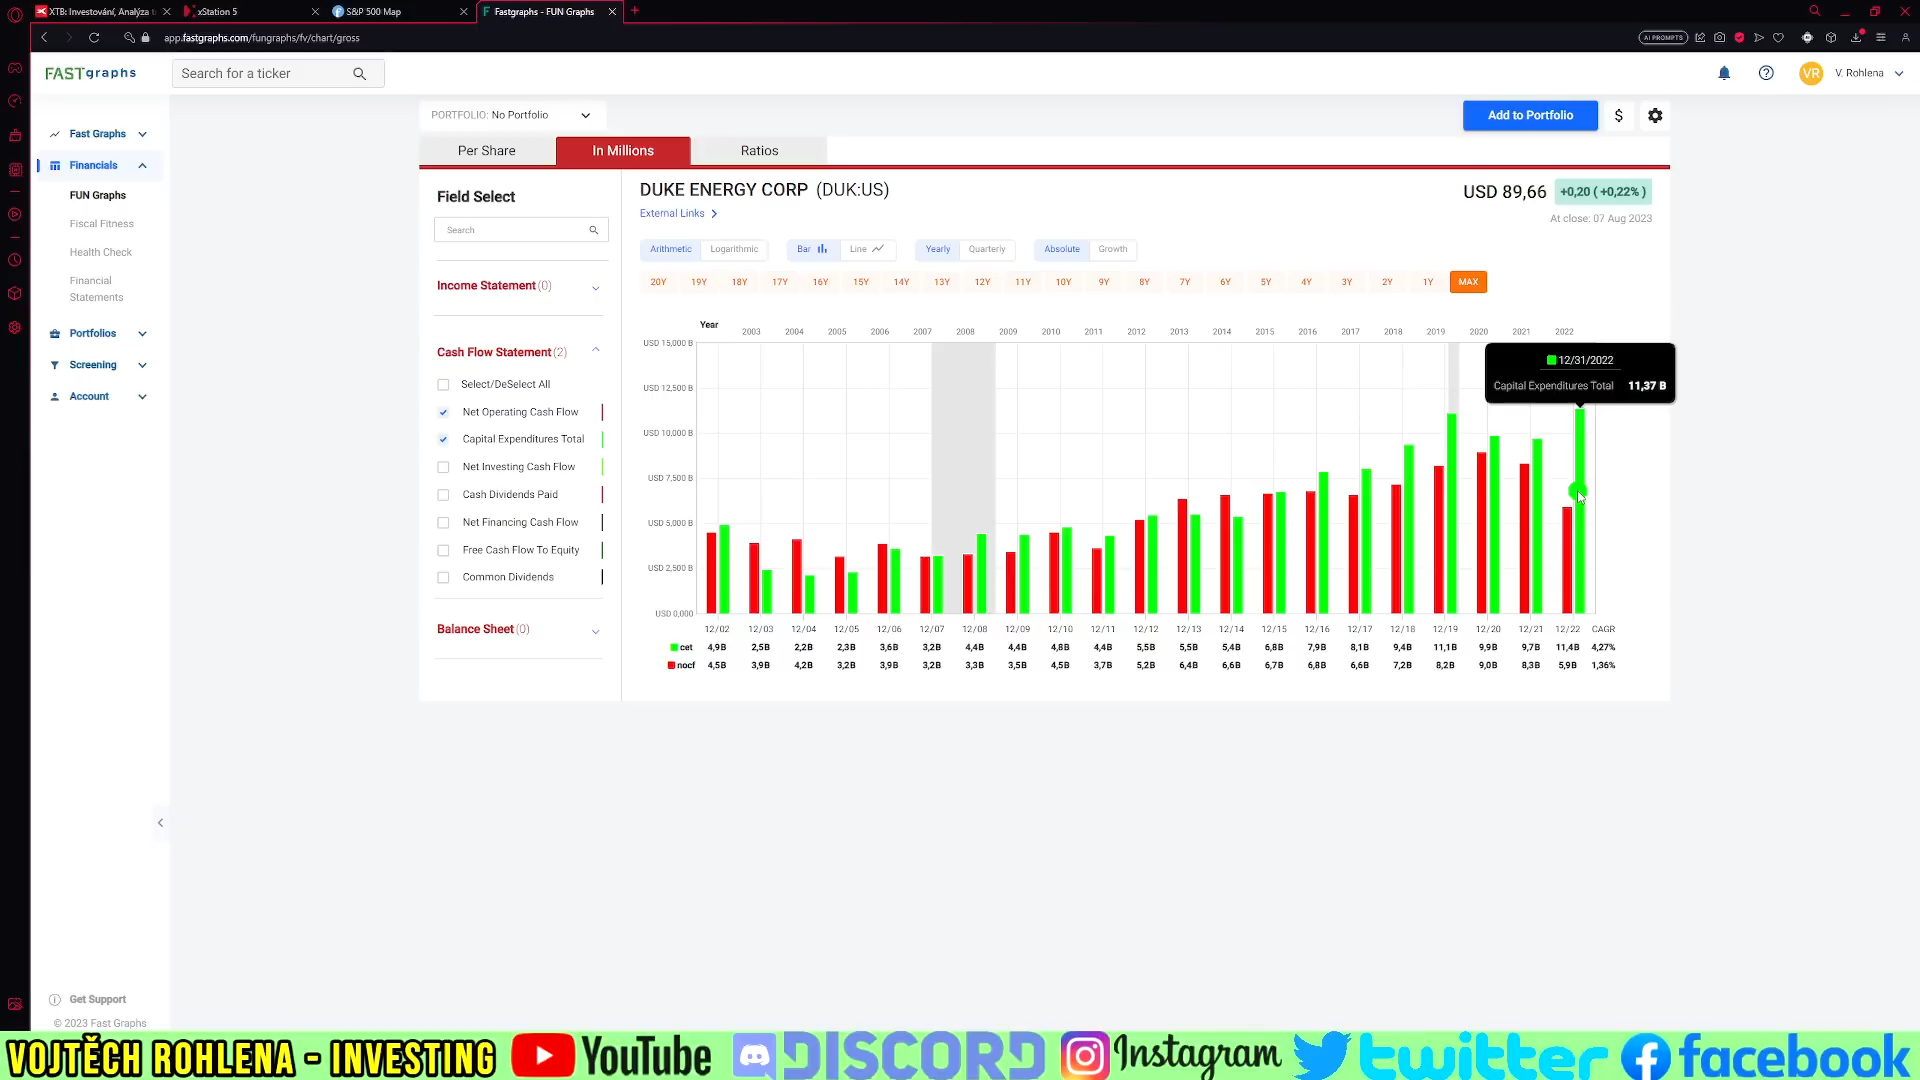 XTB: Investování, Analýza t
xStation 5
S&P 500 Map
Fastgraphs - FUN Graphs
app.fastgraphs.com/fungraphs/fv/chart/gross
AI PROMPTS
FAST graphs
Search for a ticker
VR
V. Rohlena
Fast Graphs
Financials
FUN Graphs
Fiscal Fitness
Health Check
Financial
Statements
Portfolios
Screening
Account
Get Support
© 2023 Fast Graphs
PORTFOLIO: No Portfolio
Add to Portfolio
$
Per Share
In Millions
Ratios
Field Select
Search
Income Statement (0)
Cash Flow Statement (2)
Select/DeSelect All
Net Operating Cash Flow
Capital Expenditures Total
Net Investing Cash Flow
Cash Dividends Paid
Net Financing Cash Flow
Free Cash Flow To Equity
Common Dividends
Balance Sheet (0)
DUKE ENERGY CORP (DUK:US)
USD 89,66 +0,20 ( +0,22% )
External Links
At close: 07 Aug 2023
Arithmetic Logarithmic Bar Line Yearly Quarterly Absolute Growth
20Y 19Y 18Y 17Y 16Y 15Y 14Y 13Y 12Y 11Y 10Y 9Y 8Y 7Y 6Y 5Y 4Y 3Y 2Y 1Y MAX
Year 2003 2004 2005 2006 2007 2008 2009 2010 2011 2012 2013 2014 2015 2016 2017 2018 2019 2020 2021 2022
USD 15,000 B
USD 12,500 B
USD 10,000 B
USD 7,500 B
USD 5,000 B
USD 2,500 B
USD 0,000
12/31/2022
Capital Expenditures Total 11,37 B
12/02 12/03 12/04 12/05 12/06 12/07 12/08 12/09 12/10 12/11 12/12 12/13 12/14 12/15 12/16 12/17 12/18 12/19 12/20 12/21 12/22 CAGR
cet 4,9B 2,5B 2,2B 2,3B 3,6B 3,2B 4,4B 4,4B 4,8B 4,4B 5,5B 5,5B 5,4B 6,8B 7,9B 8,1B 9,4B 11,1B 9,9B 9,7B 11,4B 4,27%
nocf 4,5B 3,9B 4,2B 3,2B 3,9B 3,2B 3,3B 3,5B 4,5B 3,7B 5,2B 6,4B 6,6B 6,7B 6,8B 6,6B 7,2B 8,2B 9,0B 8,3B 5,9B 1,36%
VOJTĚCH ROHLENA - INVESTING YouTube DISCORD Instagram twitter facebook